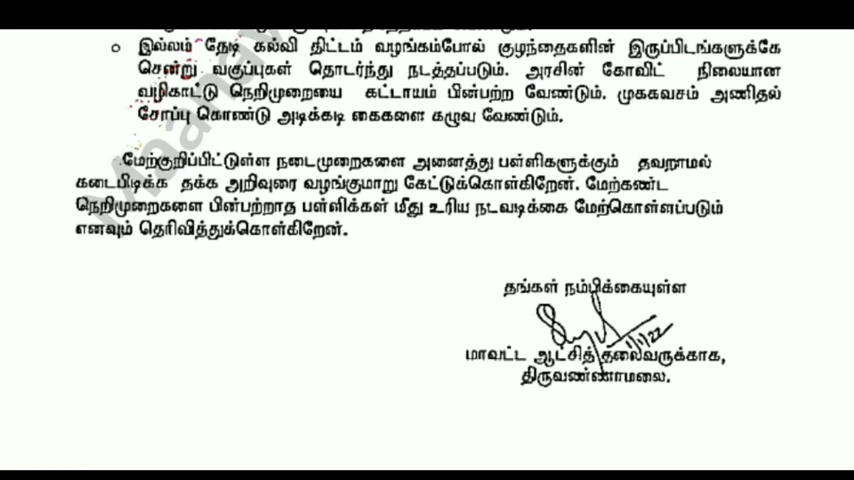 o இல்லம் தேடி கல்வி திட்டம் வழங்கம்போல் குழந்தைகளின் இருப்பிடங்களுக்கே
சென்று வகுப்புகள் தொடர்ந்து நடத்தப்படும். அரசின் கோவிட் நிலையான
வழிகாட்டு நெறிமுறையை கட்டாயம் பின்பற்ற வேண்டும். முககவசம் அணிதல்
சோப்பு கொண்டு அடிக்கடி கைகளை கழுவ வேண்டும்.
மேற்குறிப்பிட்டுள்ள நடைமுறைகளை அனைத்து பள்ளிகளுக்கும் தவறாமல்
கடைபிடிக்க தக்க அறிவுரை வழங்குமாறு கேட்டுக்கொள்கிறேன். மேற்கண்ட
நெறிமுறைகளை பின்பற்றாத பள்ளிக்கள் மீது உரிய நடவடிக்கை மேற்கொள்ளப்படும்
எனவும் தெரிவித்துக்கொள்கிறேன்.
தங்கள் நம்பிக்கையுள்ள
மாவட்ட ஆட்சித் தலைவருக்காக,
திருவண்ணாமலை.